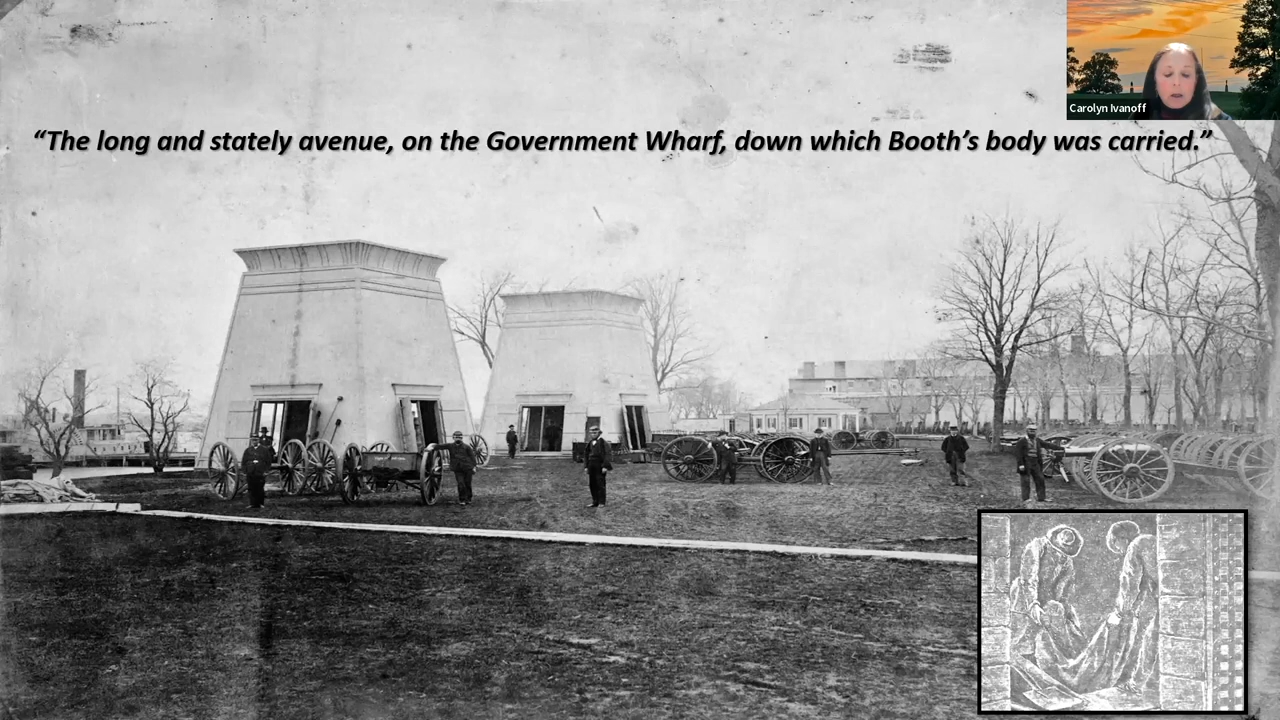 Carolyn Ivanoff
“The long and stately avenue, on the Government Wharf, down which Booth’s body was carried.”